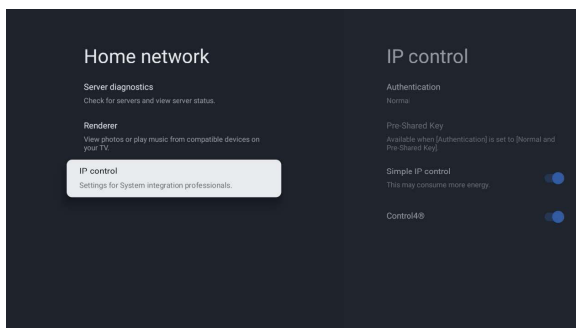 Home network
Server diagnostics
Check for servers and view server status.
Renderer
View photos or play music from compatible devices on
your TV.
IP control
Settings for System integration professionals.
IP control
Authentication
Normal
Pre-Shared Key
Available when [Authentication] is set to [Normal and
Pre-Shared Key]
Simple IP control
This may consume more energy
Control4®